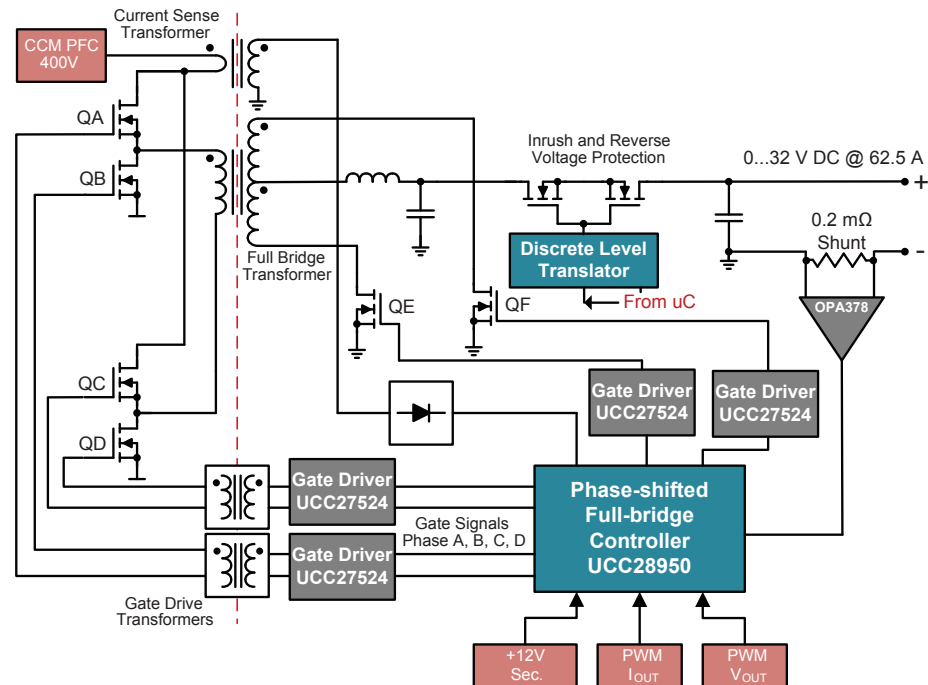 Current Sense
Transformer
CCM PFC
400V
QA
QB
Inrush and Reverse
Voltage Protection
0...32 V DC @ 62.5 A
+
0.2 mΩ
Shunt
-
Full Bridge
Transformer
Discrete Level
Translator
From uC
OPA378
QE
QF
QC
QD
Gate Driver
UCC27524
Gate Driver
UCC27524
Gate Driver
UCC27524
Gate Signals
Phase A, B, C, D
Phase-shifted
Full-bridge
Controller
UCC28950
Gate Driver
UCC27524
Gate Drive
Transformers
+12V
Sec.
PWM
IOUT
PWM
VOUT